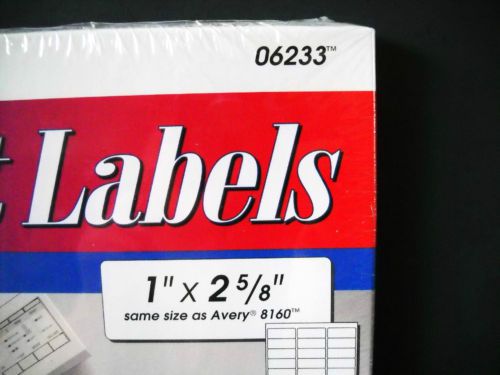 06233™
t Labels
1" x 2 5/8"
same size as Avery® 8160™